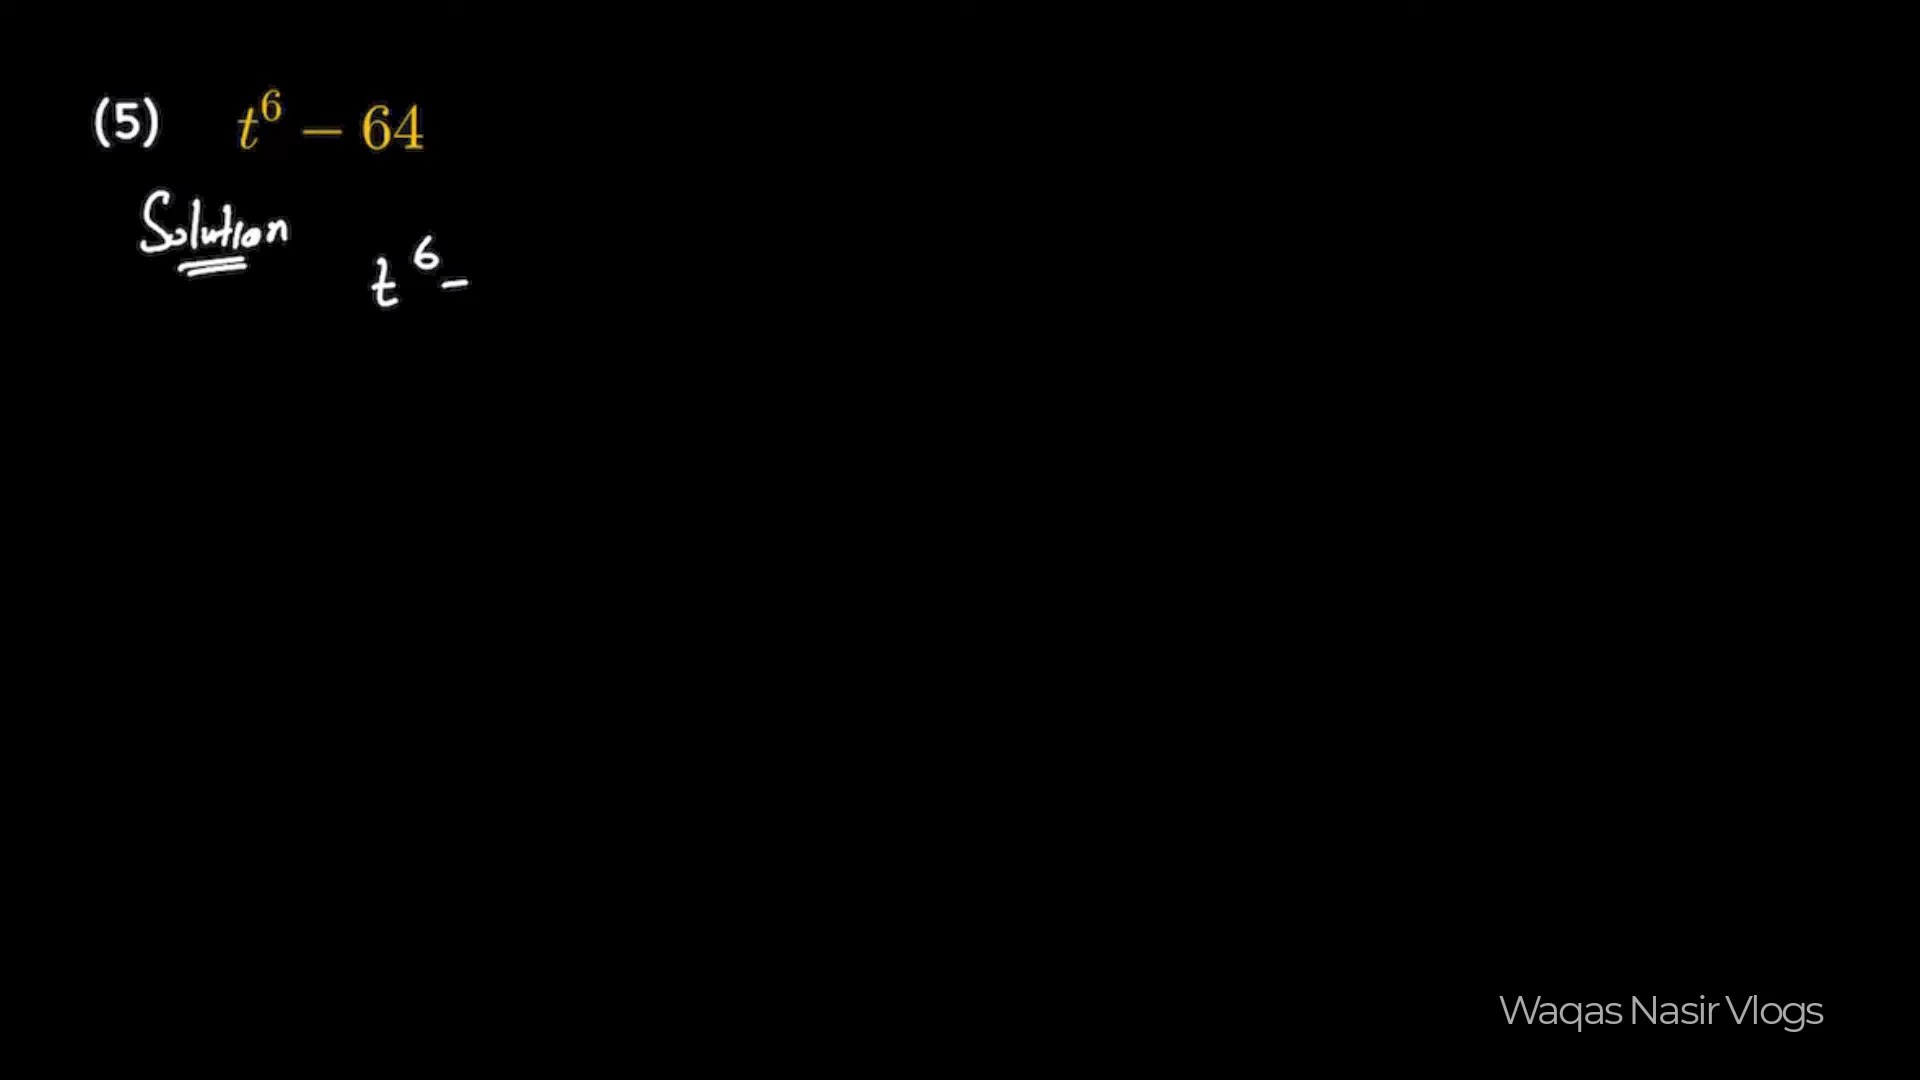 (5) t⁶ − 64
Solution
t⁶ -
Waqas Nasir Vlogs